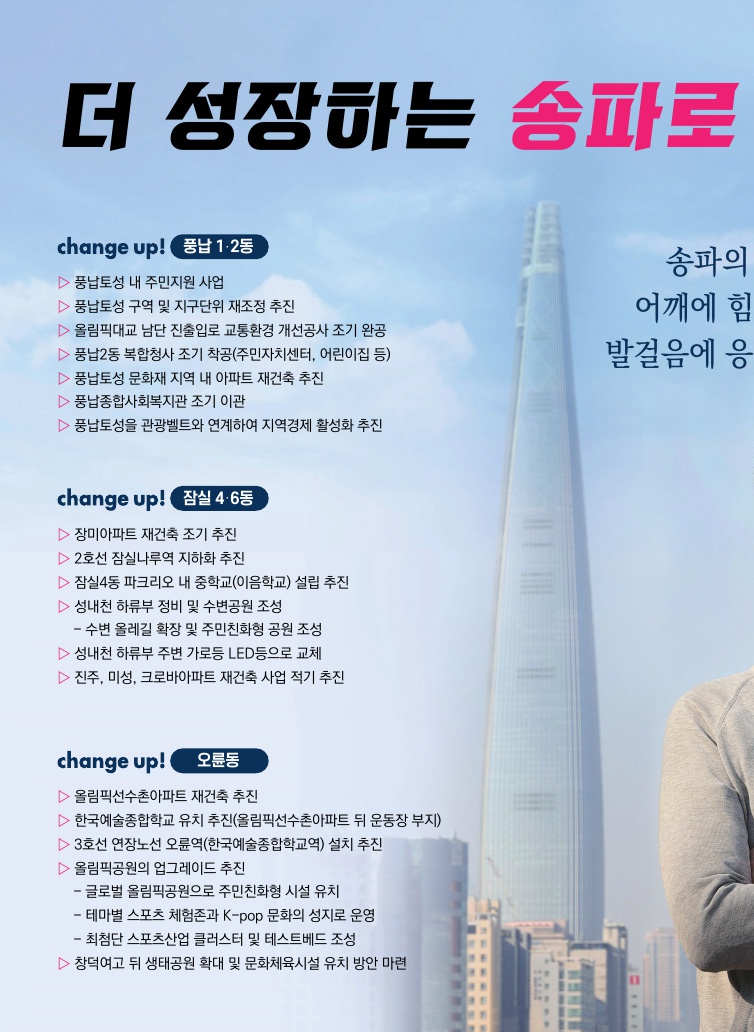 더 성장하는 송파로
송파의
어깨에 힘
발걸음에 응
change up! 풍납 1·2동
▷ 풍납토성 내 주민지원 사업
▷ 풍납토성 구역 및 지구단위 재조정 추진
▷ 올림픽대교 남단 진출입로 교통환경 개선공사 조기 완공
▷ 풍납2동 복합청사 조기 착공(주민자치센터, 어린이집 등)
▷ 풍납토성 문화재 지역 내 아파트 재건축 추진
▷ 풍납종합사회복지관 조기 이관
▷ 풍납토성을 관광벨트와 연계하여 지역경제 활성화 추진
change up! 잠실 4·6동
▷ 장미아파트 재건축 조기 추진
▷ 2호선 잠실나루역 지하화 추진
▷ 잠실4동 파크리오 내 중학교(이음학교) 설립 추진
▷ 성내천 하류부 정비 및 수변공원 조성
– 수변 올레길 확장 및 주민친화형 공원 조성
▷ 성내천 하류부 주변 가로등 LED등으로 교체
▷ 진주, 미성, 크로바아파트 재건축 사업 적기 추진
change up! 오륜동
▷ 올림픽선수촌아파트 재건축 추진
▷ 한국예술종합학교 유치 추진(올림픽선수촌아파트 뒤 운동장 부지)
▷ 3호선 연장노선 오륜역(한국예술종합학교역) 설치 추진
▷ 올림픽공원의 업그레이드 추진
– 글로벌 올림픽공원으로 주민친화형 시설 유치
– 테마별 스포츠 체험존과 K-pop 문화의 성지로 운영
– 최첨단 스포츠산업 클러스터 및 테스트베드 조성
▷ 창덕여고 뒤 생태공원 확대 및 문화체육시설 유치 방안 마련